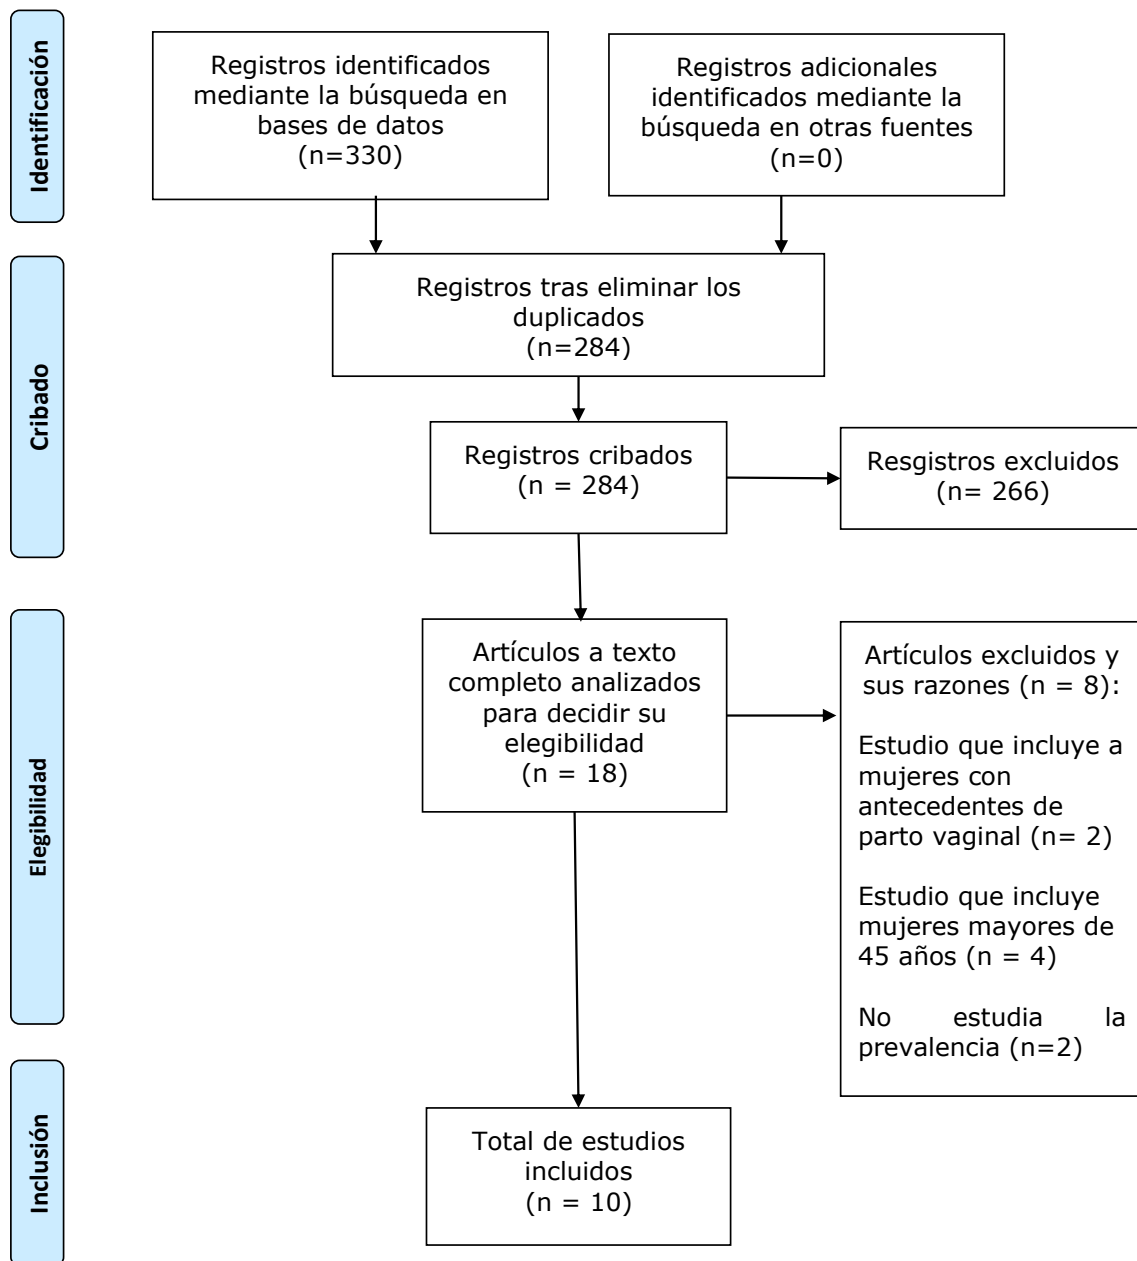 Identificación
Registros identificados
mediante la búsqueda en
bases de datos
(n=330)
Registros adicionales
identificados mediante la
búsqueda en otras fuentes
(n=0)
Cribado
Registros tras eliminar los
duplicados
(n=284)
Registros cribados
(n = 284)
Resgistros excluidos
(n= 266)
Elegibilidad
Artículos a texto
completo analizados
para decidir su
elegibilidad
(n = 18)
Artículos excluidos y
sus razones (n = 8):
Estudio que incluye a
mujeres con
antecedentes de
parto vaginal (n= 2)
Estudio que incluye
mujeres mayores de
45 años (n = 4)
No estudia la
prevalencia (n=2)
Inclusión
Total de estudios
incluidos
(n = 10)